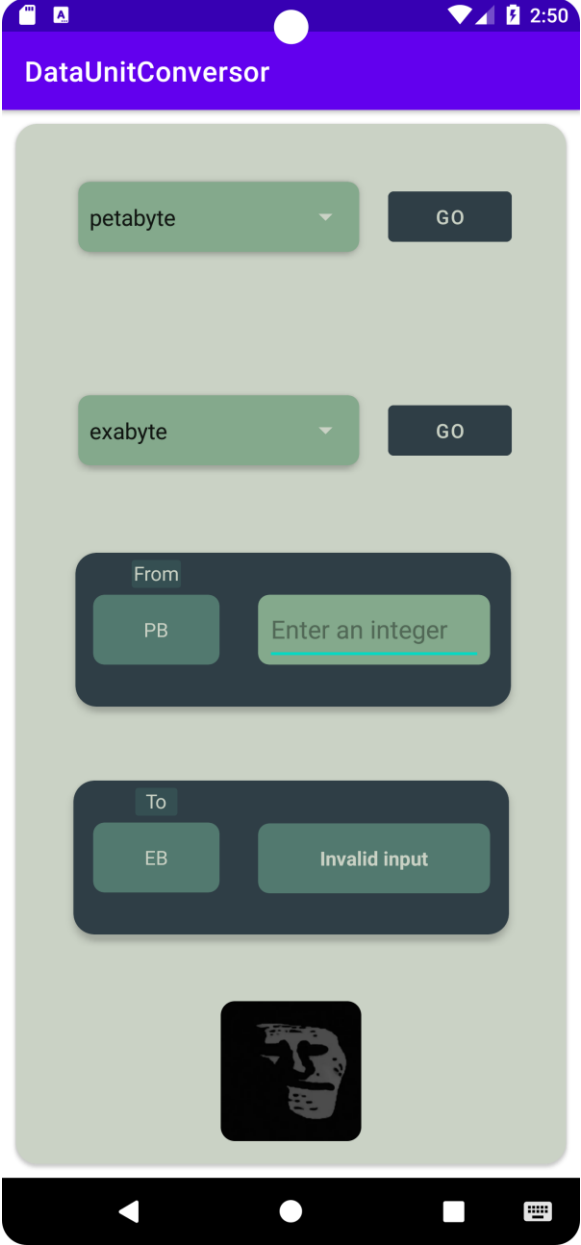 2:50
DataUnitConversor
petabyte
GO
exabyte
GO
From
PB
Enter an integer
To
EB
Invalid input